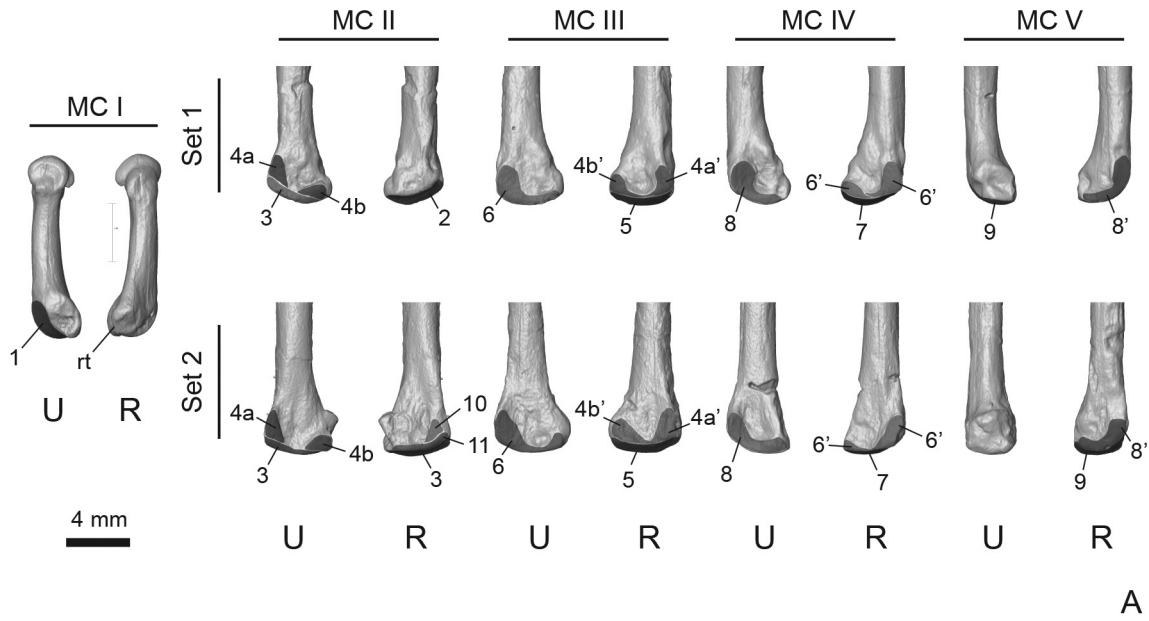 MC II MC III MC IV MC V
MC I
Set 1
4a
3
4b
2
6
4b’
4a’
5
8
6’
6’
7
9
8’
1
rt
U R
Set 2
4a
3
4b
10
11
3
6
4b’
4a’
5
8
6’
6’
7
9
8’
4 mm
U R U R U R U R
A